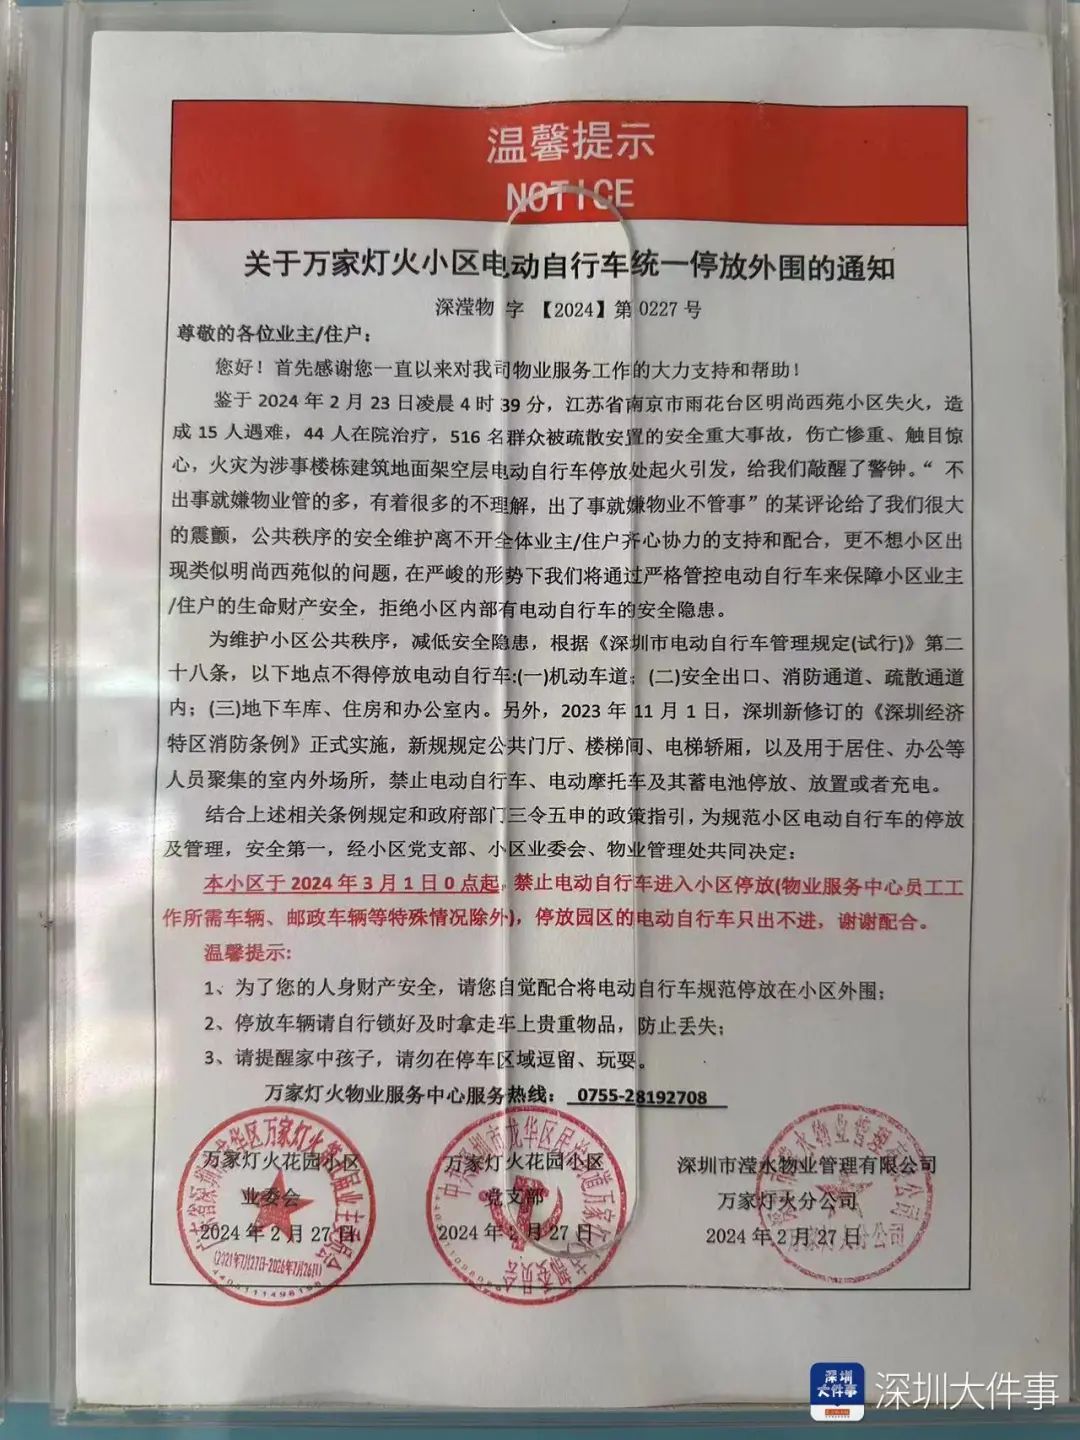 温馨提示
NOTICE
关于万家灯火小区电动自行车统一停放外围的通知
深滢物 字 【2024】第 0227 号
尊敬的各位业主/住户：
您好！首先感谢您一直以来对我司物业服务工作的大力支持和帮助！
鉴于 2024 年 2 月 23 日凌晨 4 时 39 分，江苏省南京市雨花台区明尚西苑小区失火，造
成 15 人遇难，44 人在院治疗，516 名群众被疏散安置的安全重大事故，伤亡惨重、触目惊
心，火灾为涉事楼栋建筑地面架空层电动自行车停放处起火引发，给我们敲醒了警钟。“ 不
出事就嫌物业管的多，有着很多的不理解，出了事就嫌物业不管事”的某评论给了我们很大
的震颤，公共秩序的安全维护离不开全体业主/住户齐心协力的支持和配合，更不想小区出
现类似明尚西苑似的问题，在严峻的形势下我们将通过严格管控电动自行车来保障小区业主
/住户的生命财产安全，拒绝小区内部有电动自行车的安全隐患。
为维护小区公共秩序，减低安全隐患，根据《深圳市电动自行车管理规定(试行)》第二
十八条，以下地点不得停放电动自行车:(一)机动车道；(二)安全出口、消防通道、疏散通道
内；(三)地下车库、住房和办公室内。另外，2023 年 11 月 1 日，深圳新修订的《深圳经济
特区消防条例》正式实施，新规规定公共门厅、楼梯间、电梯轿厢，以及用于居住、办公等
人员聚集的室内外场所，禁止电动自行车、电动摩托车及其蓄电池停放、放置或者充电。
结合上述相关条例规定和政府部门三令五申的政策指引，为规范小区电动自行车的停放
及管理，安全第一，经小区党支部、小区业委会、物业管理处共同决定：
本小区于 2024 年 3 月 1 日 0 点起，禁止电动自行车进入小区停放(物业服务中心员工工
作所需车辆、邮政车辆等特殊情况除外)，停放园区的电动自行车只出不进，谢谢配合。
温馨提示:
1、为了您的人身财产安全，请您自觉配合将电动自行车规范停放在小区外围；
2、停放车辆请自行锁好及时拿走车上贵重物品，防止丢失；
3、请提醒家中孩子，请勿在停车区域逗留、玩耍。
万家灯火物业服务中心服务热线： 0755-28192708
万家灯火花园小区 万家灯火花园小区 深圳市滢水物业管理有限公司
业委会 党支部 万家灯火分公司
2024 年 2 月 27 日 2024 年 2 月 27 日 2024 年 2 月 27 日
(2021年7月27日-2026年7月26日)
深圳大件事
深圳大件事